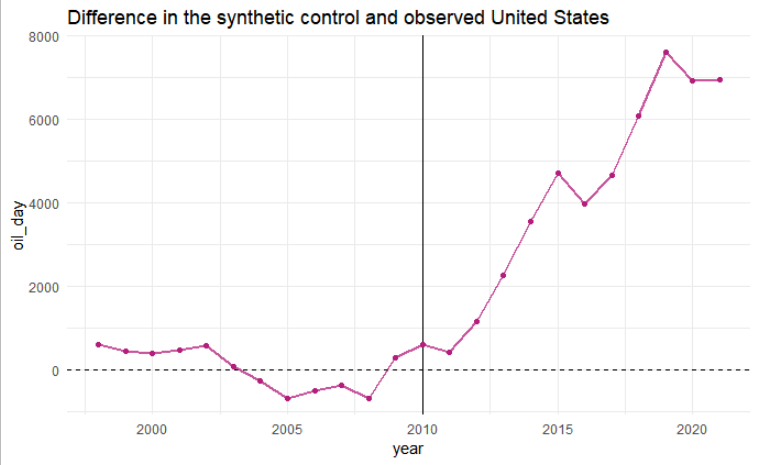 Difference in the synthetic control and observed United States
8000
6000
4000
2000
0
oil_day
2000 2005 2010 2015 2020
year